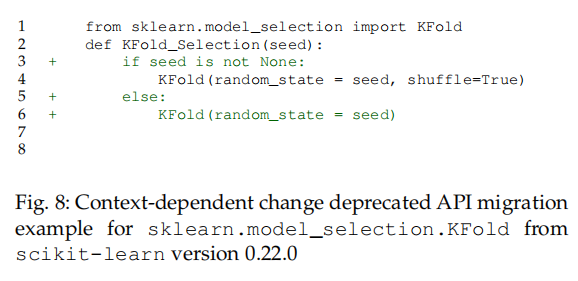 1 from sklearn.model_selection import KFold
2 def KFold_Selection(seed):
3 + if seed is not None:
4 KFold(random_state = seed, shuffle=True)
5 + else:
6 + KFold(random_state = seed)
7
8
Fig. 8: Context-dependent change deprecated API migration
example for sklearn.model_selection.KFold from
scikit-learn version 0.22.0